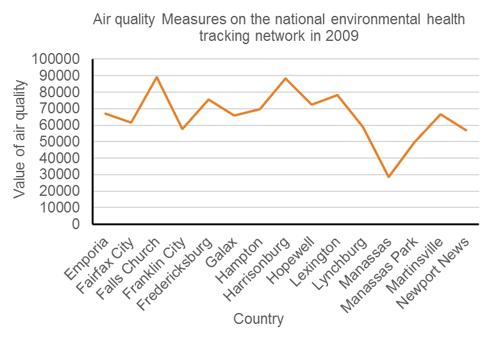 Air quality Measures on the national environmental health
tracking network in 2009
Value of air quality
100000
90000
80000
70000
60000
50000
40000
30000
20000
10000
0
Emporia
Fairfax City
Falls Church
Franklin City
Fredericksburg
Galax
Hampton
Harrisonburg
Hopewell
Lexington
Lynchburg
Manassas
Manassas Park
Martinsville
Newport News
Country